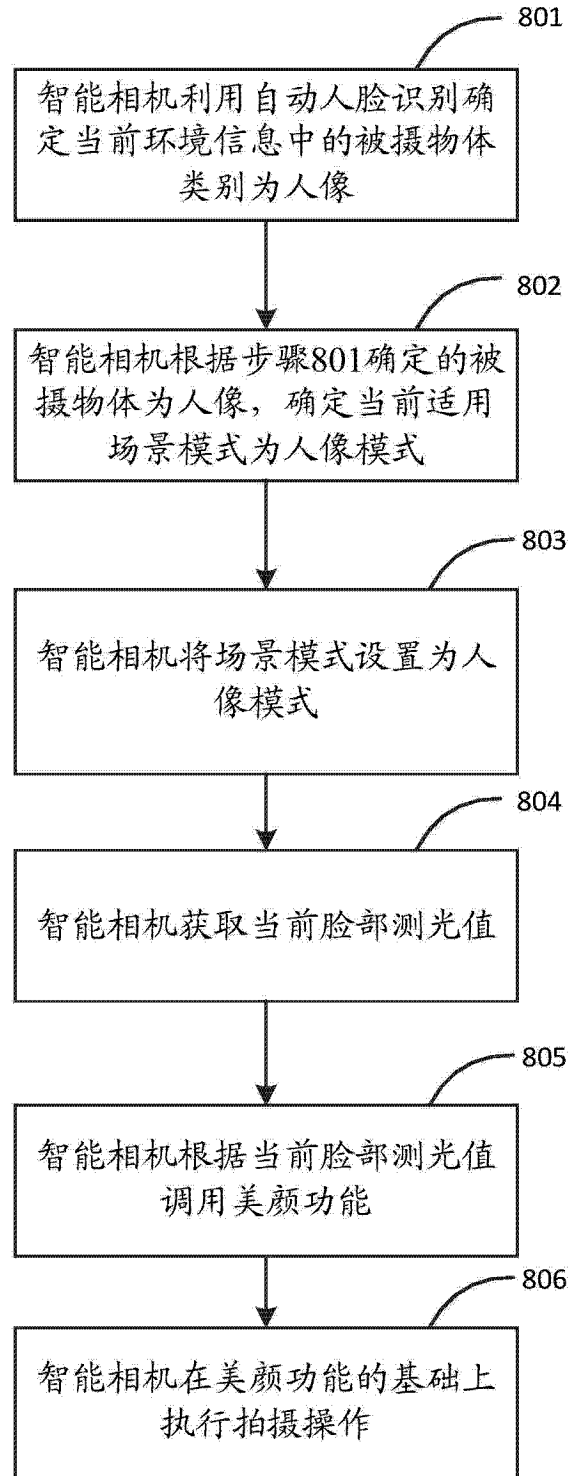 801
智能相机利用自动人脸识别确
定当前环境信息中的被摄物体
类别为人像
802
智能相机根据步骤801确定的被
摄物体为人像，确定当前适用
场景模式为人像模式
803
智能相机将场景模式设置为人
像模式
804
智能相机获取当前脸部测光值
805
智能相机根据当前脸部测光值
调用美颜功能
806
智能相机在美颜功能的基础上
执行拍摄操作